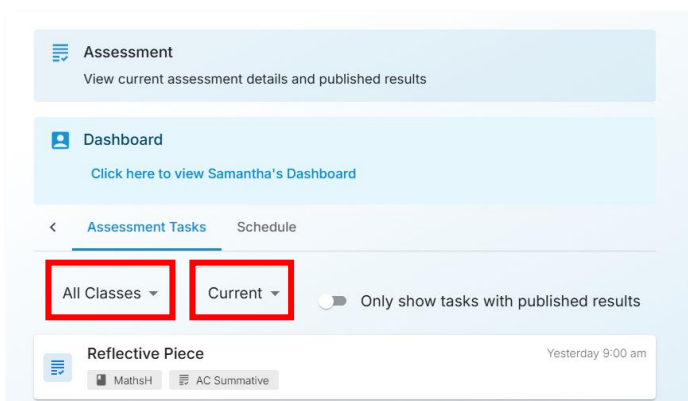 Assessment
View current assessment details and published results
Dashboard
Click here to view Samantha's Dashboard
Assessment Tasks Schedule
All Classes Current Only show tasks with published results
Reflective Piece Yesterday 9:00 am
MathsH AC Summative